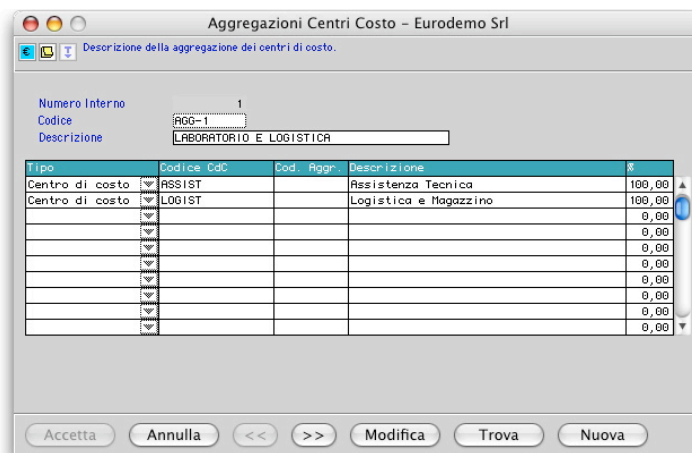 Aggregazioni Centri Costo - Eurodemo Srl
Descrizione della aggregazione dei centri di costo.
Numero Interno 1
Codice AGG-1
Descrizione LABORATORIO E LOGISTICA
Tipo Codice CdC Cod. Aggr. Descrizione %
Centro di costo ASSIST Assistenza Tecnica 100,00
Centro di costo LOGIST Logistica e Magazzino 100,00
0,00
0,00
0,00
0,00
0,00
0,00
0,00
0,00
Accetta Annulla << >> Modifica Trova Nuova